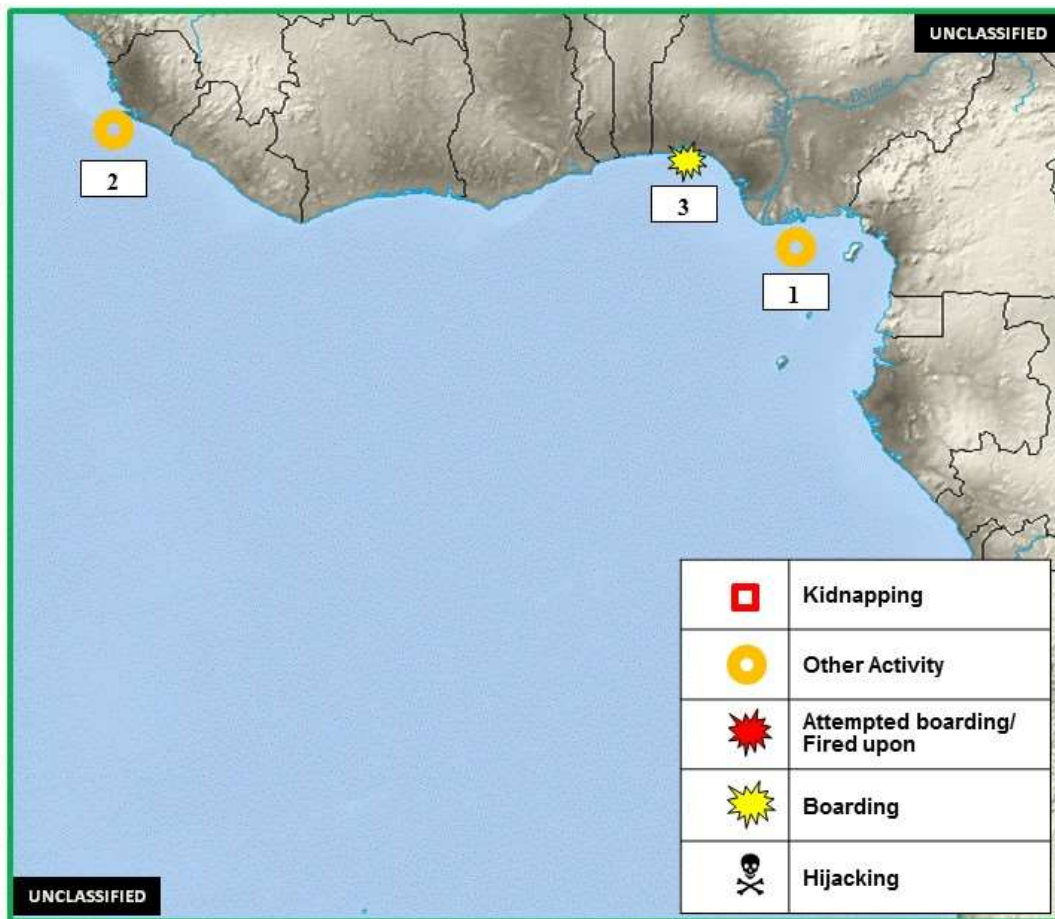 UNCLASSIFIED
2
3
1
Kidnapping
Other Activity
Attempted boarding/
Fired upon
Boarding
Hijacking
UNCLASSIFIED